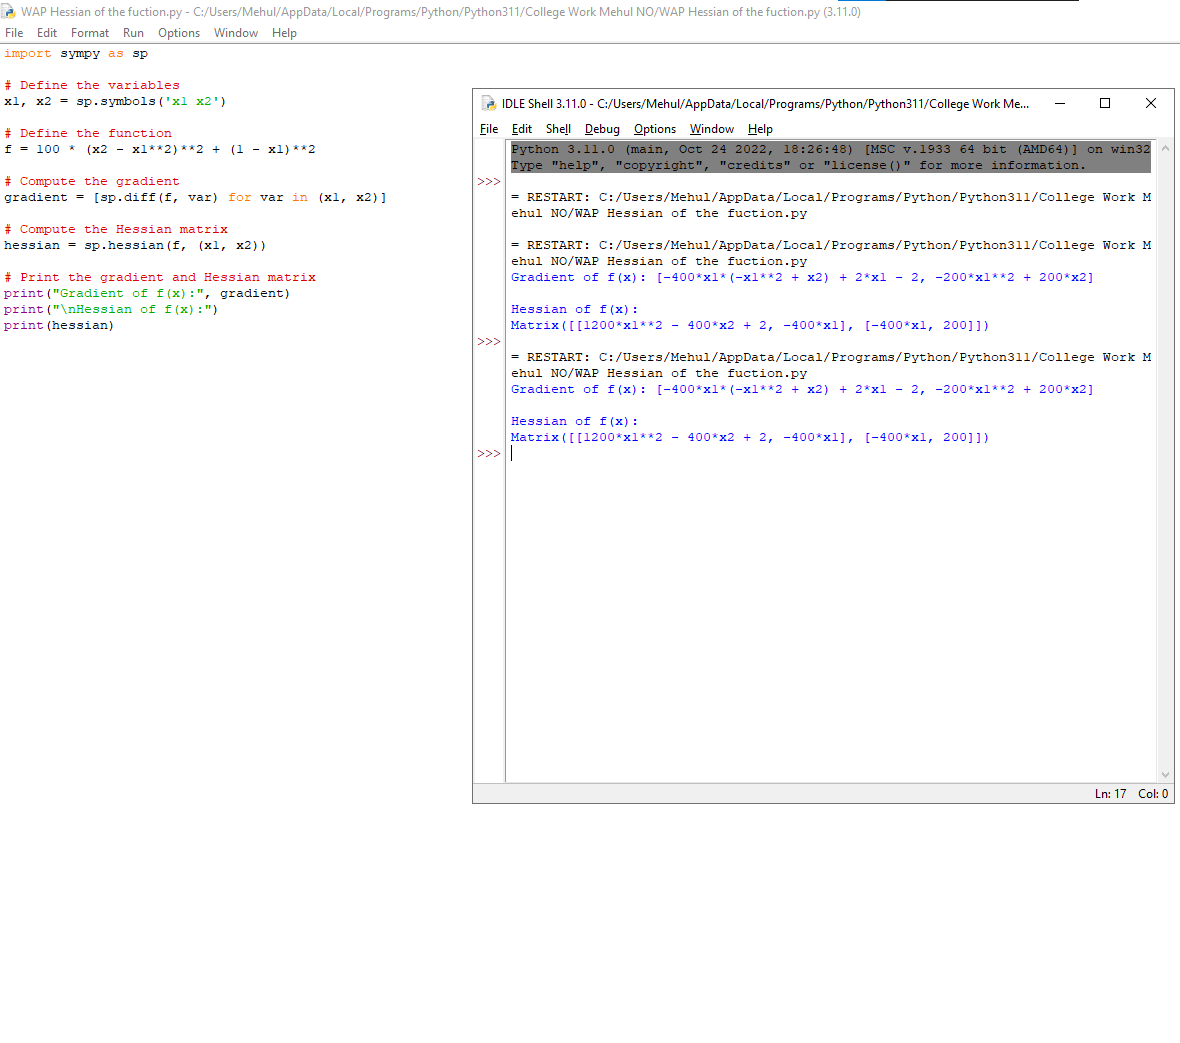 WAP Hessian of the fuction.py - C:/Users/Mehul/AppData/Local/Programs/Python/Python311/College Work Mehul NO/WAP Hessian of the fuction.py (3.11.0)
File Edit Format Run Options Window Help
import sympy as sp
# Define the variables
x1, x2 = sp.symbols('x1 x2')
# Define the function
f = 100 * (x2 - x1**2)**2 + (1 - x1)**2
# Compute the gradient
gradient = [sp.diff(f, var) for var in (x1, x2)]
# Compute the Hessian matrix
hessian = sp.hessian(f, (x1, x2))
# Print the gradient and Hessian matrix
print("Gradient of f(x):", gradient)
print("\nHessian of f(x):")
print(hessian)
IDLE Shell 3.11.0 - C:/Users/Mehul/AppData/Local/Programs/Python/Python311/College Work Me...
File Edit Shell Debug Options Window Help
Python 3.11.0 (main, Oct 24 2022, 18:26:48) [MSC v.1933 64 bit (AMD64)] on win32
Type "help", "copyright", "credits" or "license()" for more information.
>>>
= RESTART: C:/Users/Mehul/AppData/Local/Programs/Python/Python311/College Work M
ehul NO/WAP Hessian of the fuction.py
= RESTART: C:/Users/Mehul/AppData/Local/Programs/Python/Python311/College Work M
ehul NO/WAP Hessian of the fuction.py
Gradient of f(x): [-400*x1*(-x1**2 + x2) + 2*x1 - 2, -200*x1**2 + 200*x2]
Hessian of f(x):
Matrix([[1200*x1**2 - 400*x2 + 2, -400*x1], [-400*x1, 200]])
>>>
= RESTART: C:/Users/Mehul/AppData/Local/Programs/Python/Python311/College Work M
ehul NO/WAP Hessian of the fuction.py
Gradient of f(x): [-400*x1*(-x1**2 + x2) + 2*x1 - 2, -200*x1**2 + 200*x2]
Hessian of f(x):
Matrix([[1200*x1**2 - 400*x2 + 2, -400*x1], [-400*x1, 200]])
>>>
Ln: 17 Col: 0